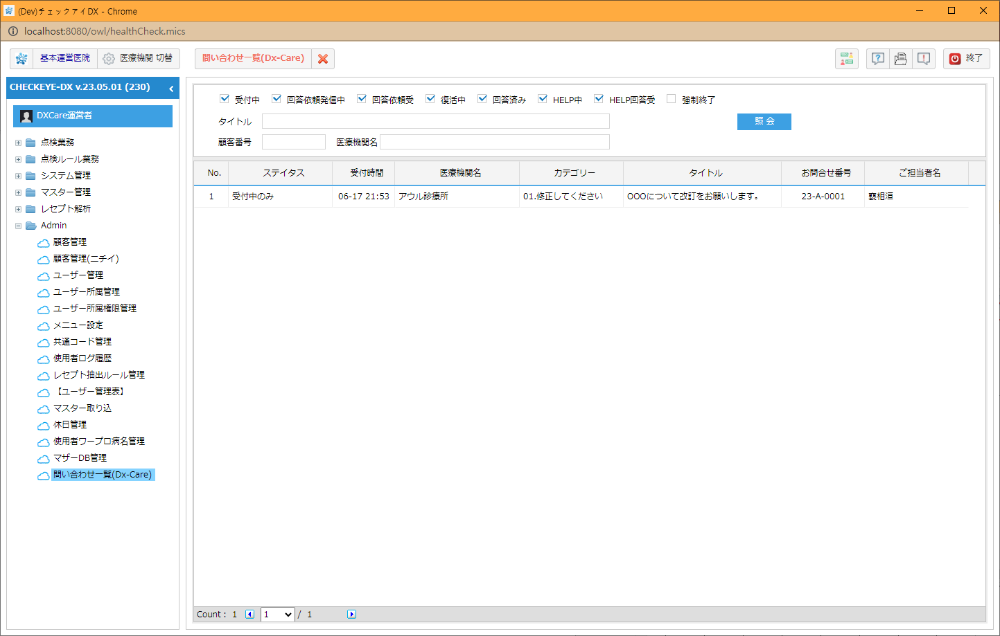 (Dev)チェックアイDX - Chrome
localhost:8080/owl/healthCheck.mics
基本運営医院 医療機関 切替 問い合わせ一覧(Dx-Care) 終了
CHECKEYE-DX v.23.05.01 (230)
DXCare運営者
点検業務
点検ルール業務
システム管理
マスター管理
レセプト解析
Admin
顧客管理
顧客管理(ニチイ)
ユーザー管理
ユーザー所属管理
ユーザー所属権限管理
メニュー設定
共通コード管理
使用者ログ履歴
レセプト抽出ルール管理
【ユーザー管理表】
マスター取り込
休日管理
使用者ワープロ病名管理
マザーDB管理
問い合わせ一覧(Dx-Care)
受付中 回答依頼発信中 回答依頼受 復活中 回答済み HELP中 HELP回答受 強制終了
タイトル 照 会
顧客番号 医療機関名
No. ステイタス 受付時間 医療機関名 カテゴリー タイトル お問合せ番号 ご担当者名
1 受付中のみ 06-17 21:53 アウル診療所 01.修正してください OOOについて改訂をお願いします。 23-A-0001 裵相洹
Count : 1 1 / 1